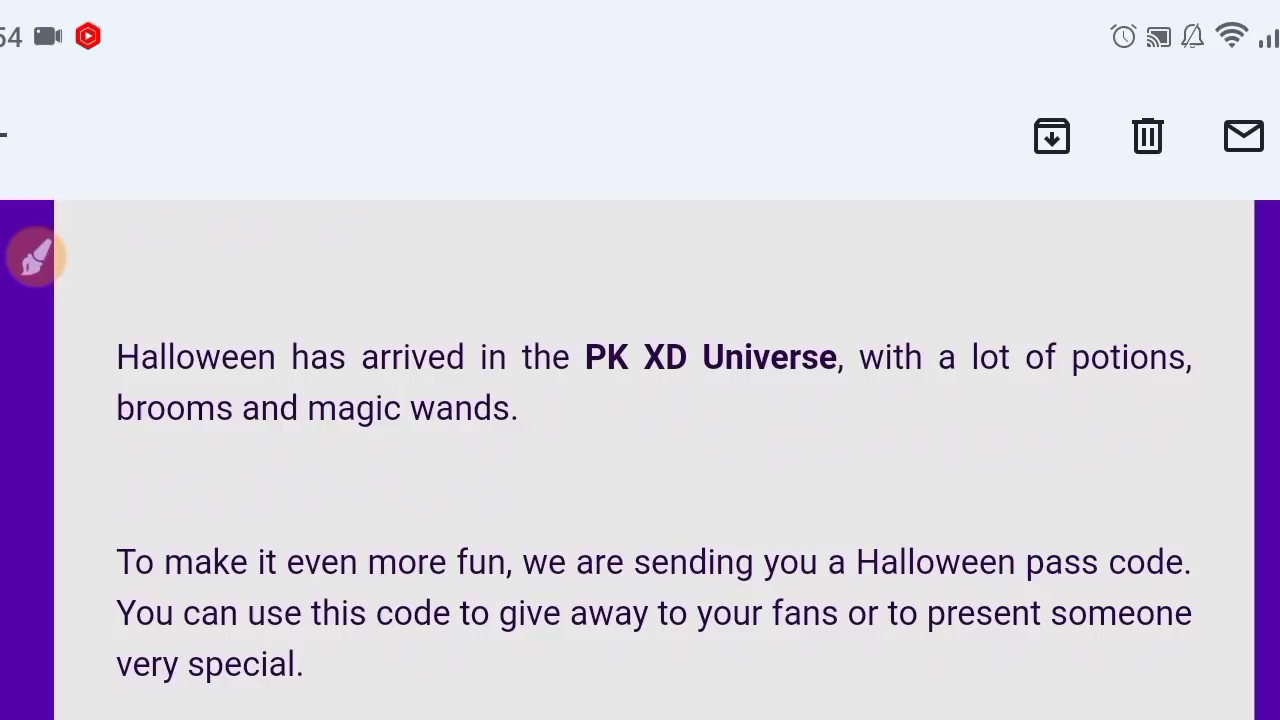 54
Halloween has arrived in the PK XD Universe, with a lot of potions,
brooms and magic wands.
To make it even more fun, we are sending you a Halloween pass code.
You can use this code to give away to your fans or to present someone
very special.